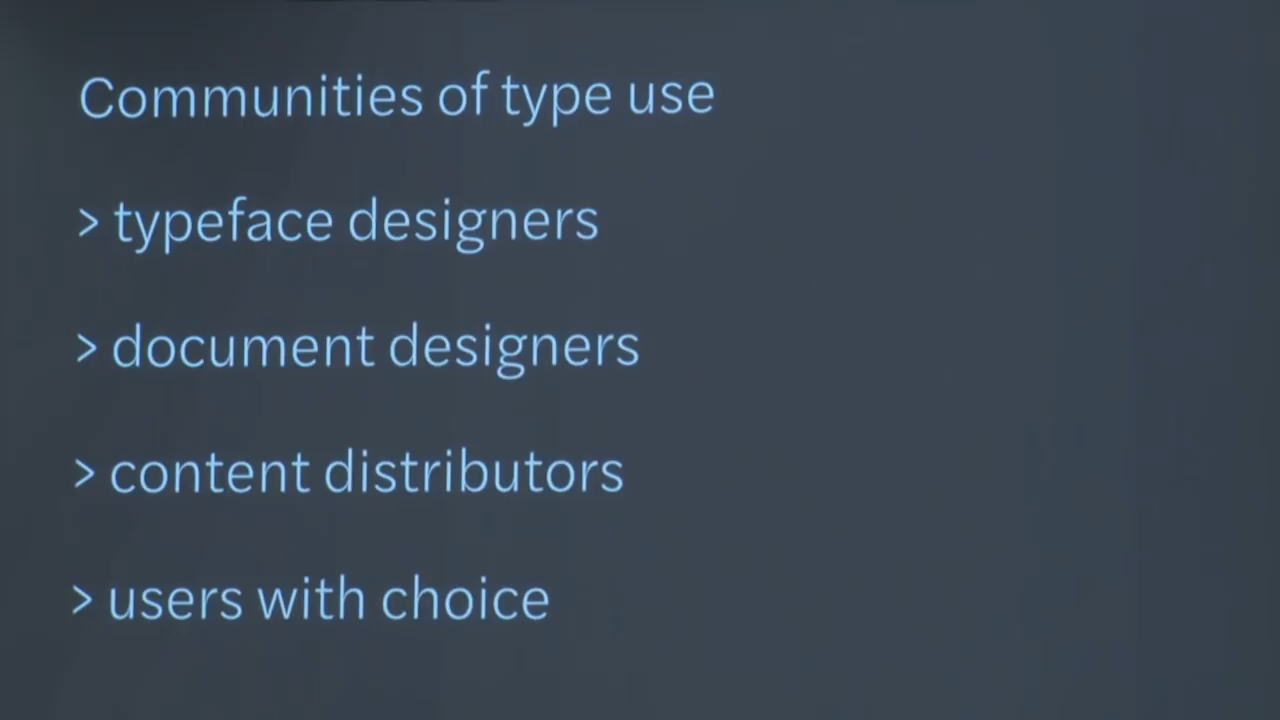 Communities of type use
> typeface designers
> document designers
> content distributors
> users with choice